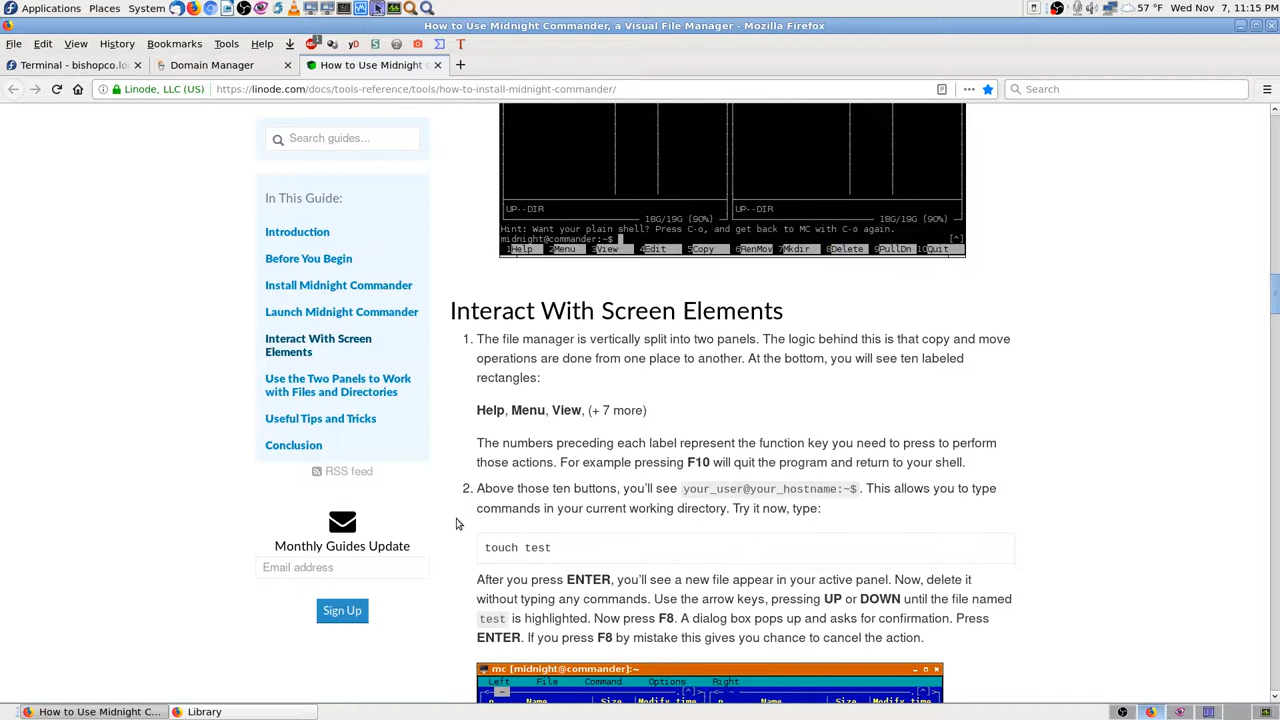 Applications Places System 57 °F Wed Nov 7, 11:15 PM
How to Use Midnight Commander, a Visual File Manager - Mozilla Firefox
File Edit View History Bookmarks Tools Help
Terminal - bishopco.lo Domain Manager How to Use Midnight
Linode, LLC (US) https://linode.com/docs/tools-reference/tools/how-to-install-midnight-commander/ Search
Search guides...
In This Guide:
Introduction
Before You Begin
Install Midnight Commander
Launch Midnight Commander
Interact With Screen
Elements
Use the Two Panels to Work
with Files and Directories
Useful Tips and Tricks
Conclusion
RSS feed
Monthly Guides Update
Email address
Sign Up
UP--DIR UP--DIR
18G/19G (90%) 18G/19G (90%)
Hint: Want your plain shell? Press C-o, and get back to MC with C-o again.
midnight@commander:~$ [^]
1Help 2Menu 3View 4Edit 5Copy 6RenMov 7Mkdir 8Delete 9PullDn 10Quit
Interact With Screen Elements
1. The file manager is vertically split into two panels. The logic behind this is that copy and move
operations are done from one place to another. At the bottom, you will see ten labeled
rectangles:
Help, Menu, View, (+ 7 more)
The numbers preceding each label represent the function key you need to press to perform
those actions. For example pressing F10 will quit the program and return to your shell.
2. Above those ten buttons, you'll see your_user@your_hostname:~$. This allows you to type
commands in your current working directory. Try it now, type:
touch test
After you press ENTER, you'll see a new file appear in your active panel. Now, delete it
without typing any commands. Use the arrow keys, pressing UP or DOWN until the file named
test is highlighted. Now press F8. A dialog box pops up and asks for confirmation. Press
ENTER. If you press F8 by mistake this gives you chance to cancel the action.
mc [midnight@commander]:~
Left File Command Options Right
Name Size Modify time Name Size Modify time
How to Use Midnight C... Library